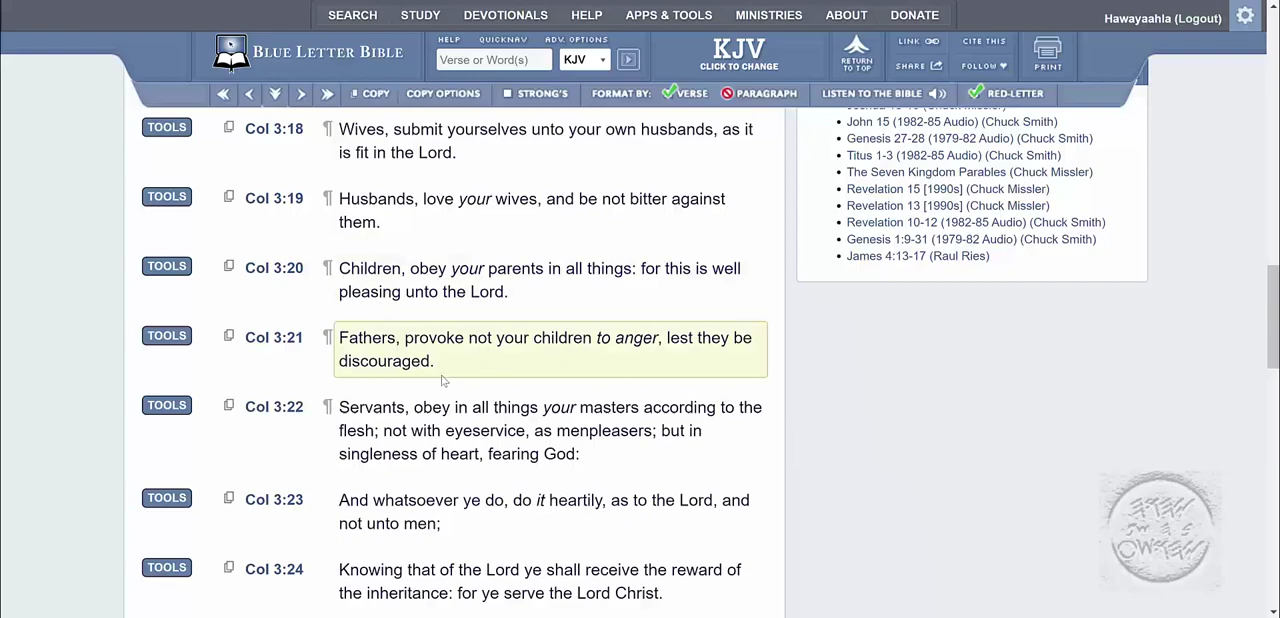 SEARCH STUDY DEVOTIONALS HELP APPS & TOOLS MINISTRIES ABOUT DONATE
Hawayaahla (Logout)
BLUE LETTER BIBLE
HELP QUICKNAV ADV. OPTIONS
Verse or Word(s) KJV
KJV
CLICK TO CHANGE
RETURN
TO TOP
LINK CITE THIS
SHARE FOLLOW
PRINT
COPY COPY OPTIONS STRONG'S FORMAT BY: VERSE PARAGRAPH LISTEN TO THE BIBLE RED-LETTER
TOOLS Col 3:18 ¶ Wives, submit yourselves unto your own husbands, as it
is fit in the Lord.
TOOLS Col 3:19 ¶ Husbands, love your wives, and be not bitter against
them.
TOOLS Col 3:20 ¶ Children, obey your parents in all things: for this is well
pleasing unto the Lord.
TOOLS Col 3:21 ¶ Fathers, provoke not your children to anger, lest they be
discouraged.
TOOLS Col 3:22 ¶ Servants, obey in all things your masters according to the
flesh; not with eyeservice, as menpleasers; but in
singleness of heart, fearing God:
TOOLS Col 3:23 And whatsoever ye do, do it heartily, as to the Lord, and
not unto men;
TOOLS Col 3:24 Knowing that of the Lord ye shall receive the reward of
the inheritance: for ye serve the Lord Christ.
John 15 (1982-85 Audio) (Chuck Smith)
Genesis 27-28 (1979-82 Audio) (Chuck Smith)
Titus 1-3 (1982-85 Audio) (Chuck Smith)
The Seven Kingdom Parables (Chuck Missler)
Revelation 15 [1990s] (Chuck Missler)
Revelation 13 [1990s] (Chuck Missler)
Revelation 10-12 (1982-85 Audio) (Chuck Smith)
Genesis 1:9-31 (1979-82 Audio) (Chuck Smith)
James 4:13-17 (Raul Ries)